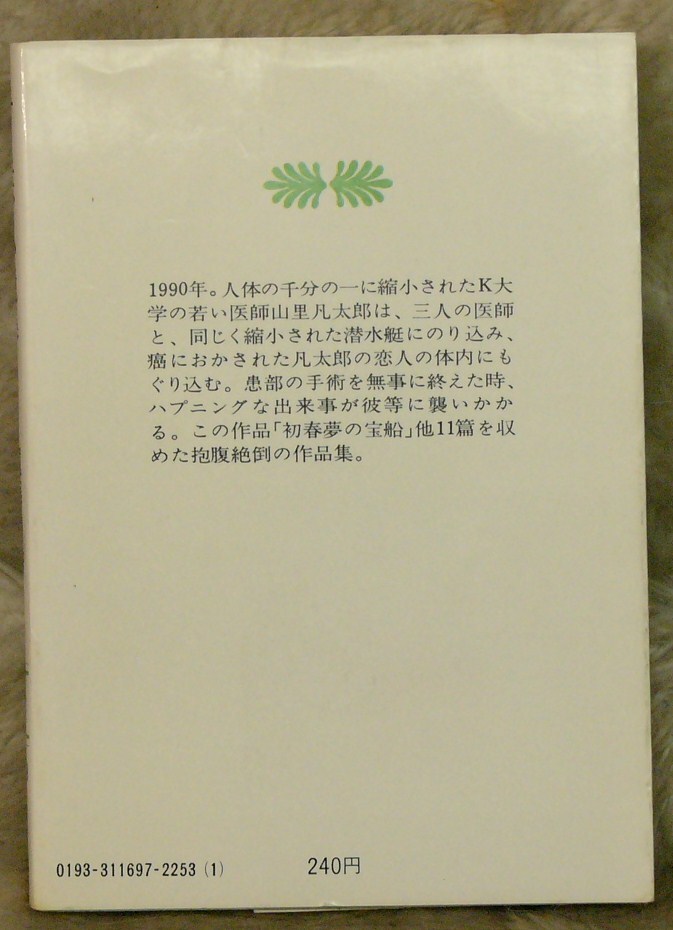 1990年。人体の千分の一に縮小されたK大
学の若い医師山里凡太郎は、三人の医師
と、同じく縮小された潜水艇にのり込み、
癌におかされた凡太郎の恋人の体内にも
ぐり込む。患部の手術を無事に終えた時、
ハプニングな出来事が彼等に襲いかか
る。この作品「初春夢の宝船」他11篇を収
めた抱腹絶倒の作品集。
0193-311697-2253 (1)
240円